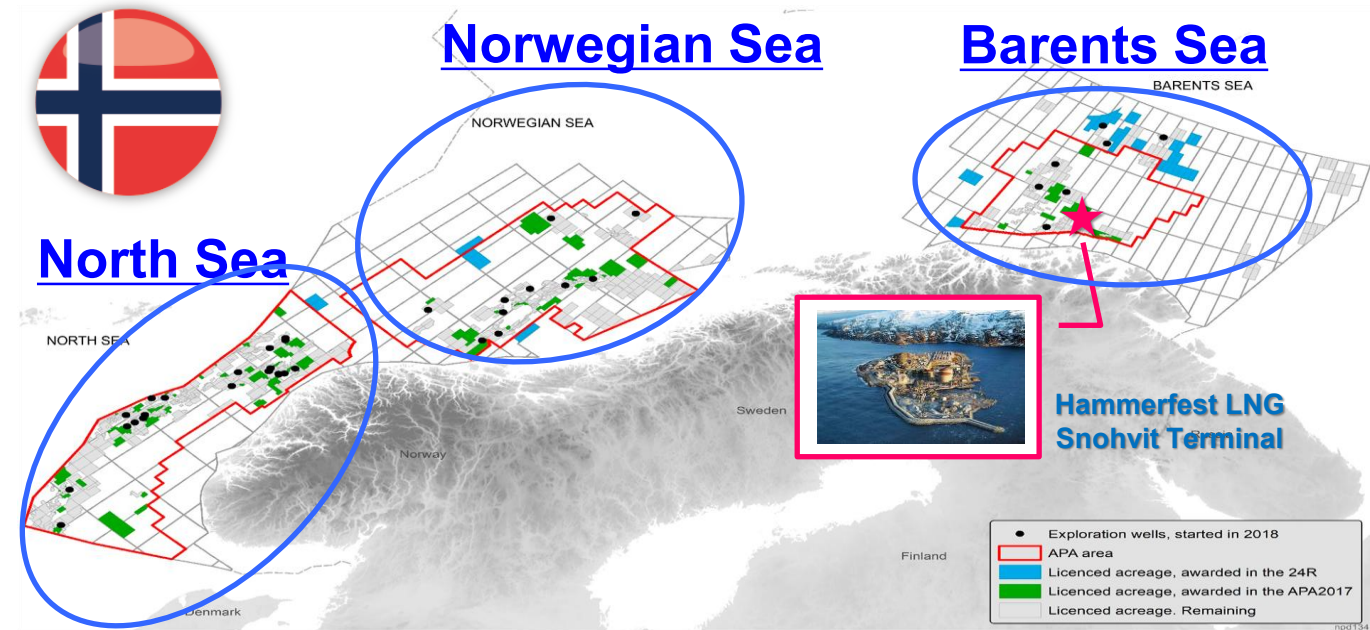 Norwegian Sea
Barents Sea
BARENTS SEA
NORWEGIAN SEA
North Sea
NORTH SEA
Hammerfest LNG
Snohvit Terminal
Sweden
Norway
Finland
Denmark
Exploration wells, started in 2018
APA area
Licenced acreage, awarded in the 24R
Licenced acreage, awarded in the APA2017
Licenced acreage. Remaining